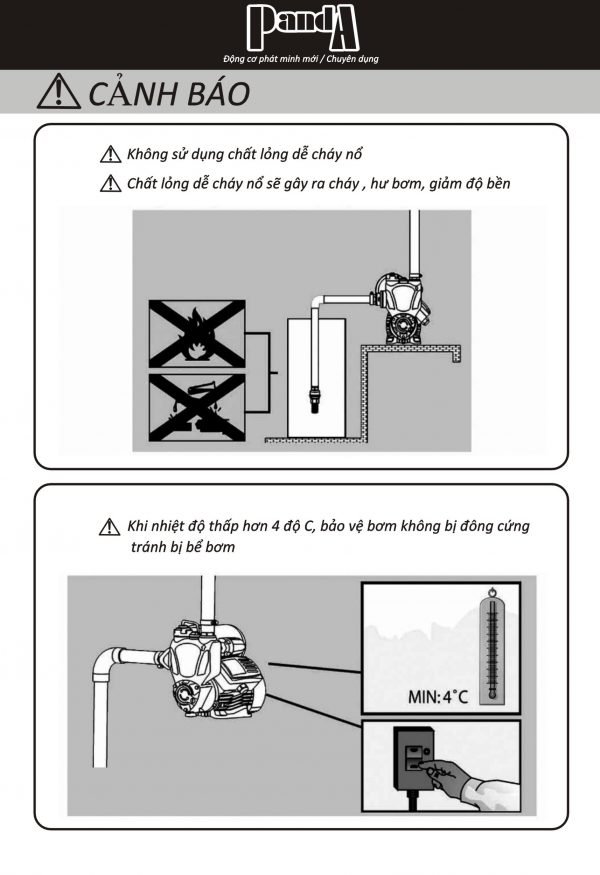 PandA
Động cơ phát minh mới / Chuyên dụng
CẢNH BÁO
Không sử dụng chất lỏng dễ cháy nổ
Chất lỏng dễ cháy nổ sẽ gây ra cháy , hư bơm, giảm độ bền
Khi nhiệt độ thấp hơn 4 độ C, bảo vệ bơm không bị đông cứng
tránh bị bể bơm
MIN: 4°C